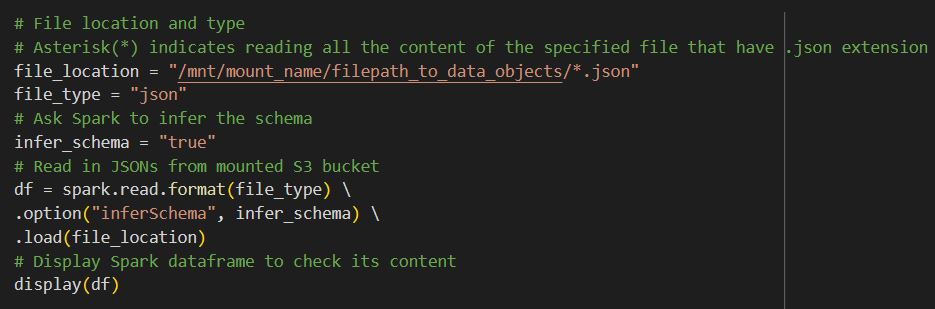 # File location and type
# Asterisk(*) indicates reading all the content of the specified file that have .json extension
file_location = "/mnt/mount_name/filepath_to_data_objects/*.json"
file_type = "json"
# Ask Spark to infer the schema
infer_schema = "true"
# Read in JSONs from mounted S3 bucket
df = spark.read.format(file_type) \
.option("inferSchema", infer_schema) \
.load(file_location)
# Display Spark dataframe to check its content
display(df)